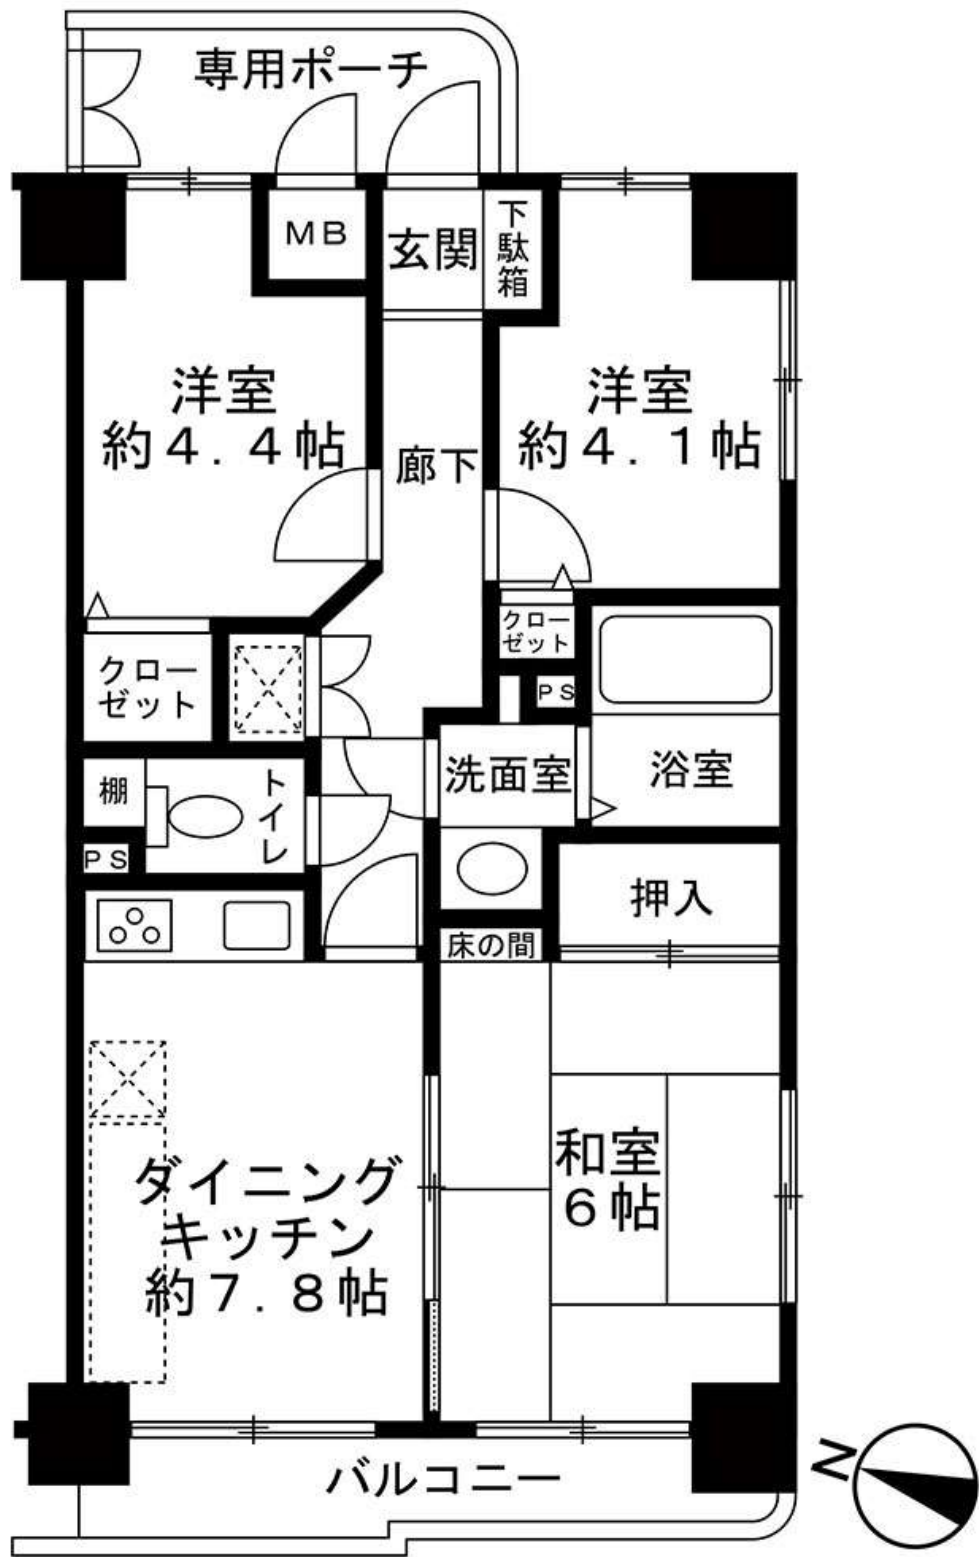 専用ポーチ
MB
玄関
下駄箱
洋室
約4.4帖
洋室
約4.1帖
廊下
クロー
ゼット
クロー
ゼット
PS
洗面室
浴室
棚
トイレ
PS
押入
床の間
ダイニング
キッチン
約7.8帖
和室
6帖
バルコニー
N